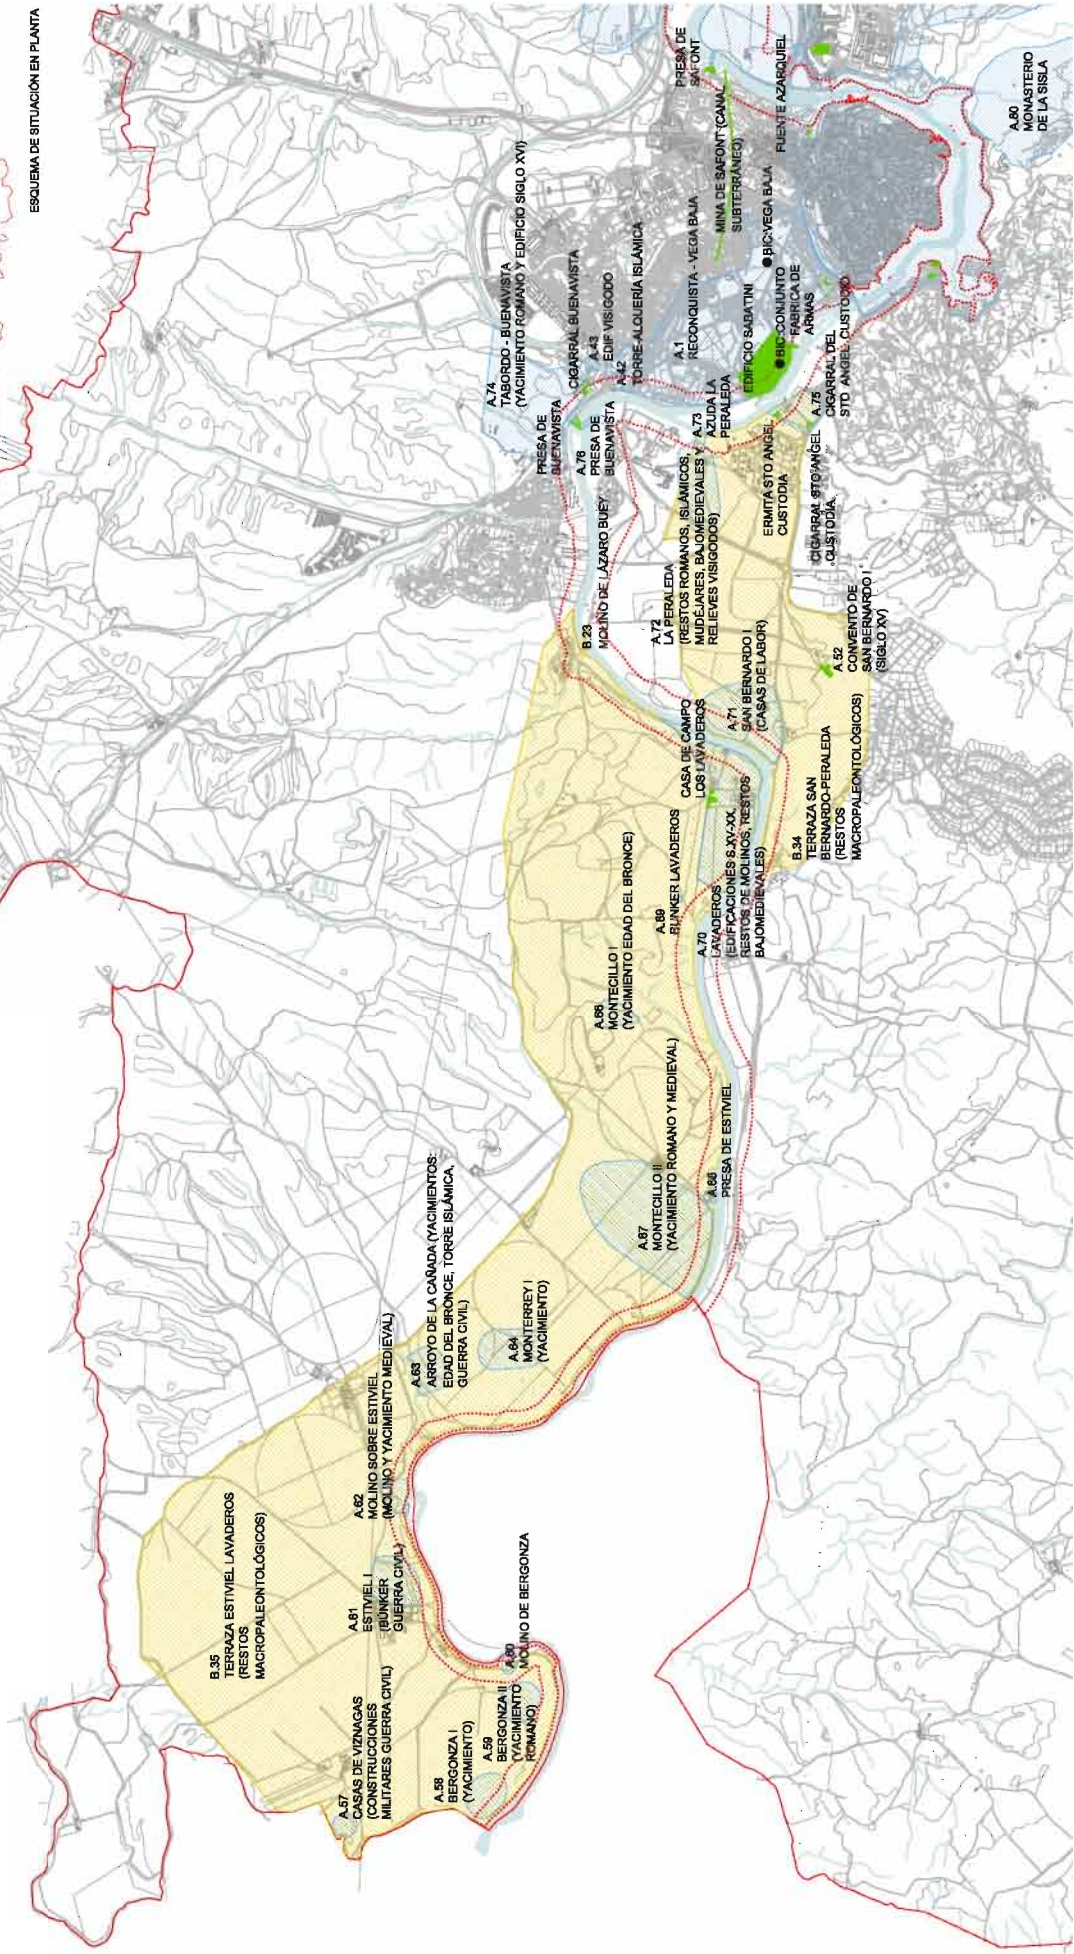 ESQUEMA DE SITUACIÓN EN PLANTA
A.57
CASAS DE VIZNAGAS
(CONSTRUCCIONES
MILITARES GUERRA CIVIL)
B.35
TERRAZA ESTIVIEL LAVADEROS
(RESTOS
MACROPALEONTOLÓGICOS)
A.58
BERGONZA I
(YACIMIENTO)
A.59
BERGONZA II
(YACIMIENTO
ROMANO)
A.60
MOLINO DE BERGONZA
A.61
ESTIVIEL I
(BÚNKER
GUERRA CIVIL)
A.62
MOLINO SOBRE ESTIVIEL
(MOLINO Y YACIMIENTO MEDIEVAL)
A.63
ARROYO DE LA CAÑADA (YACIMIENTOS:
EDAD DEL BRONCE, TORRE ISLÁMICA,
GUERRA CIVIL)
A.64
MONTERREY I
(YACIMIENTO)
A.67
MONTECILLO II
(YACIMIENTO ROMANO Y MEDIEVAL)
PRESA DE ESTIVIEL
MONTECILLO I
(YACIMIENTO EDAD DEL BRONCE)
A.69
BUNKER LAVADEROS
A.70
LAVADEROS
(EDIFICACIONES S.XV-XX,
RESTOS DE MOLINOS, RESTOS
BAJOMEDIEVALES)
CASA DE CAMPO
LOS LAVADEROS
B.34
TERRAZA SAN
BERNARDO-PERALEDA
(RESTOS
MACROPALEONTOLÓGICOS)
A.71
SAN BERNARDO I
(CASAS DE LABOR)
A.52
CONVENTO DE
SAN BERNARDO I
(SIGLO XV)
B.23
MOLINO DE LÁZARO BUEY
A.72
LA PERALEDA
(RESTOS ROMANOS, ISLÁMICOS,
MUDÉJARES, BAJOMEDIEVALES Y
RELIEVES VISIGODOS)
PRESA DE
BUENAVISTA
A.76
PRESA DE
BUENAVISTA
A.74
TABORDO - BUENAVISTA
(YACIMIENTO ROMANO Y EDIFICIO SIGLO XVI)
CIGARRAL BUENAVISTA
A.43
EDIF VISIGODO
A.42
TORRE-ALQUERÍA ISLÁMICA
A.1
RECONQUISTA - VEGA BAJA
A.73
AZUDA LA
PERALEDA
ERMITA STO ANGEL
CUSTODIA
CIGARRAL STO ANGEL
CUSTODIA
A.75
CIGARRAL DEL
STO ANGEL CUSTODIO
EDIFICIO SABATINI
BIC-CONJUNTO
FABRICA DE
ARMAS
BIC-VEGA BAJA
MINA DE SAFONT (CANAL
SUBTERRÁNEO)
PRESA DE
SAFONT
FUENTE AZARQUIEL
A.80
MONASTERIO
DE LA SISLA